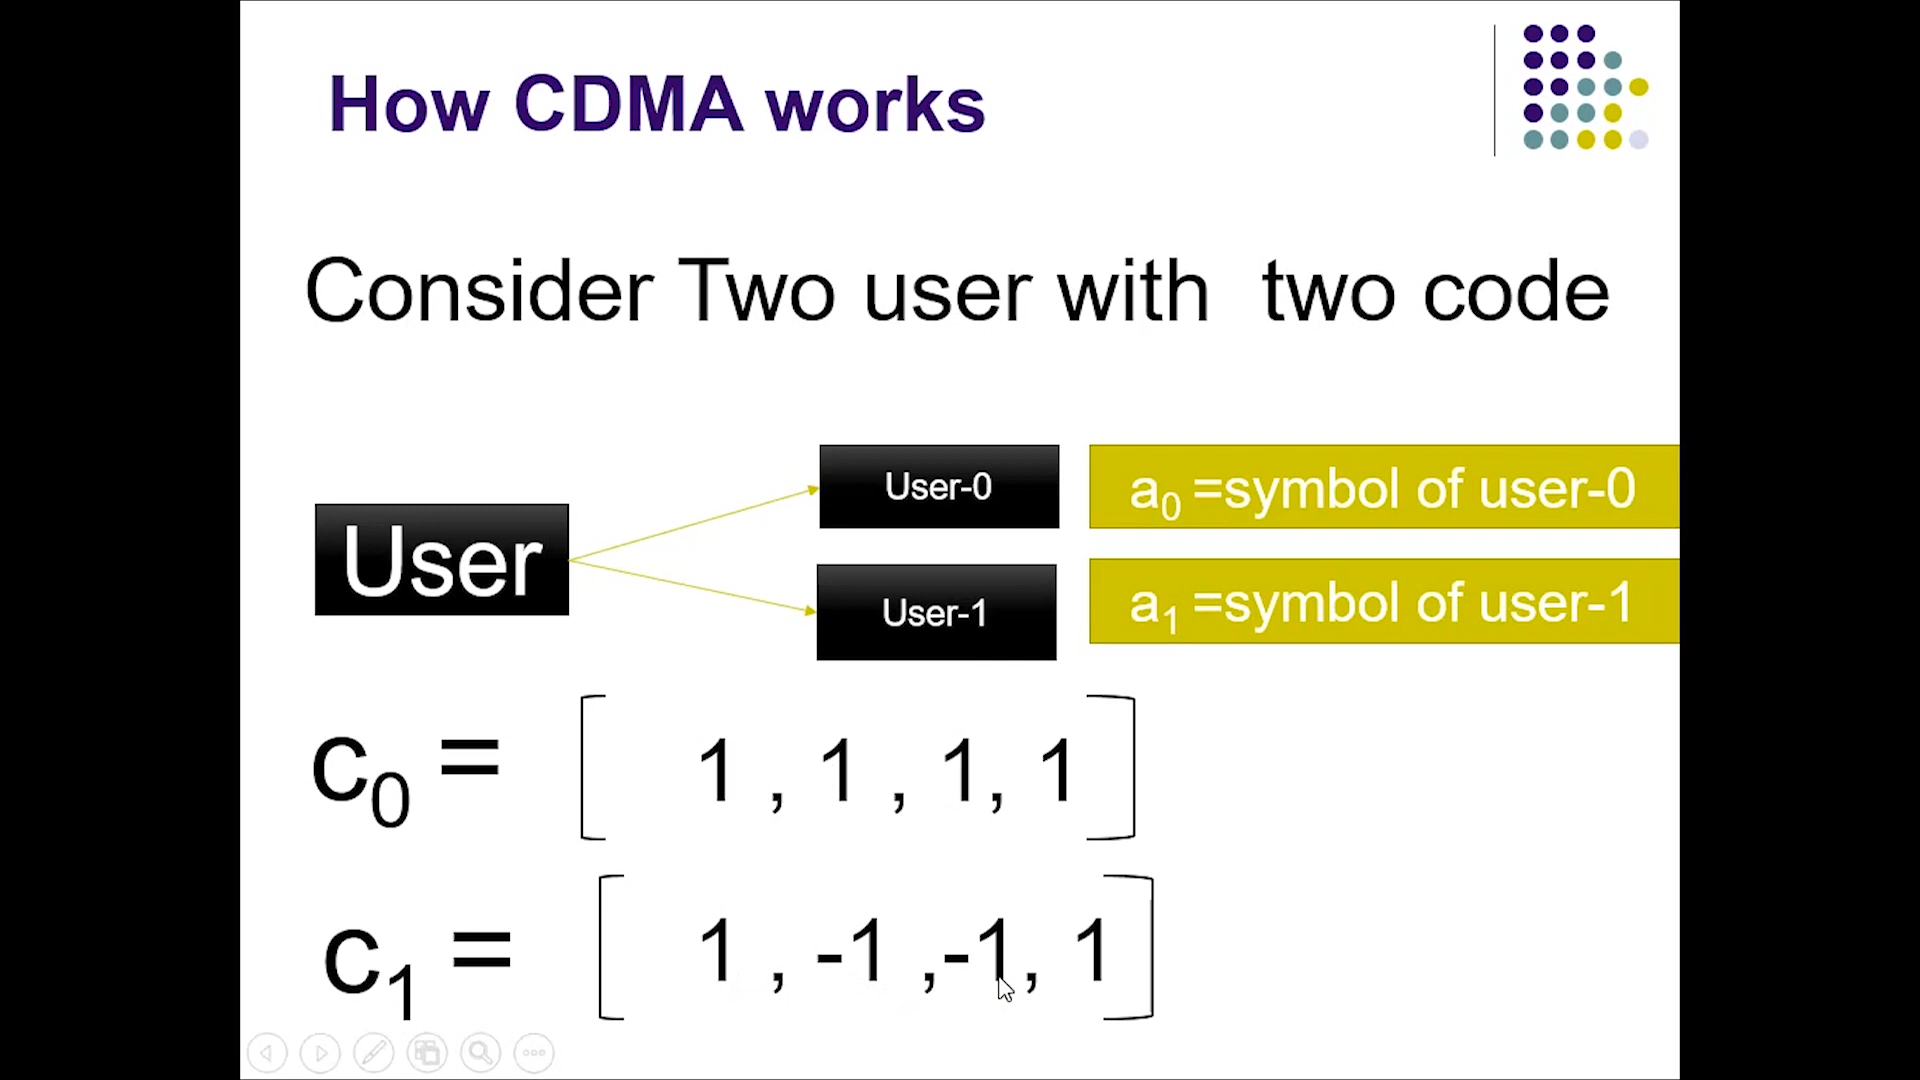 How CDMA works
Consider Two user with two code
User
User-0
a₀ =symbol of user-0
User-1
a₁ =symbol of user-1
c₀ = [ 1 , 1 , 1, 1 ]
c₁ = [ 1 , -1 ,-1, 1 ]